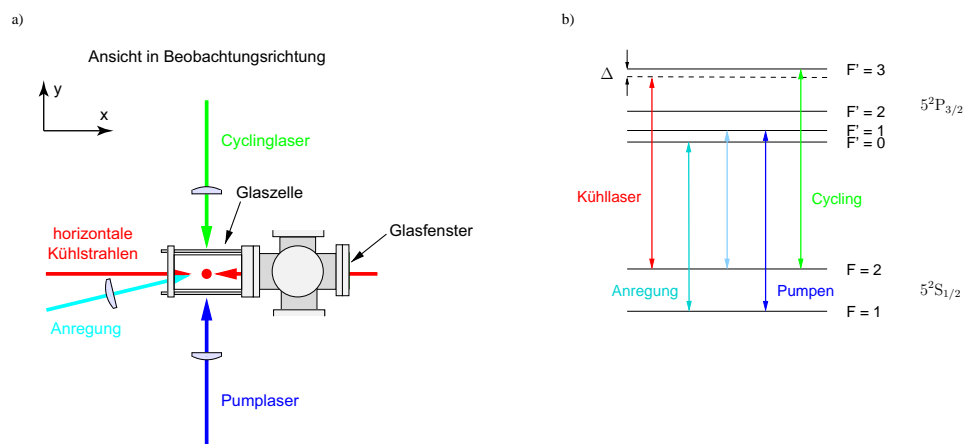 a)
Ansicht in Beobachtungsrichtung
y
x
Cyclinglaser
Glaszelle
Glasfenster
horizontale
Kühlstrahlen
Anregung
Pumplaser
b)
Δ
F' = 3
F' = 2
F' = 1
F' = 0
5²P₃/₂
Kühllaser
Cycling
F = 2
Anregung
Pumpen
5²S₁/₂
F = 1